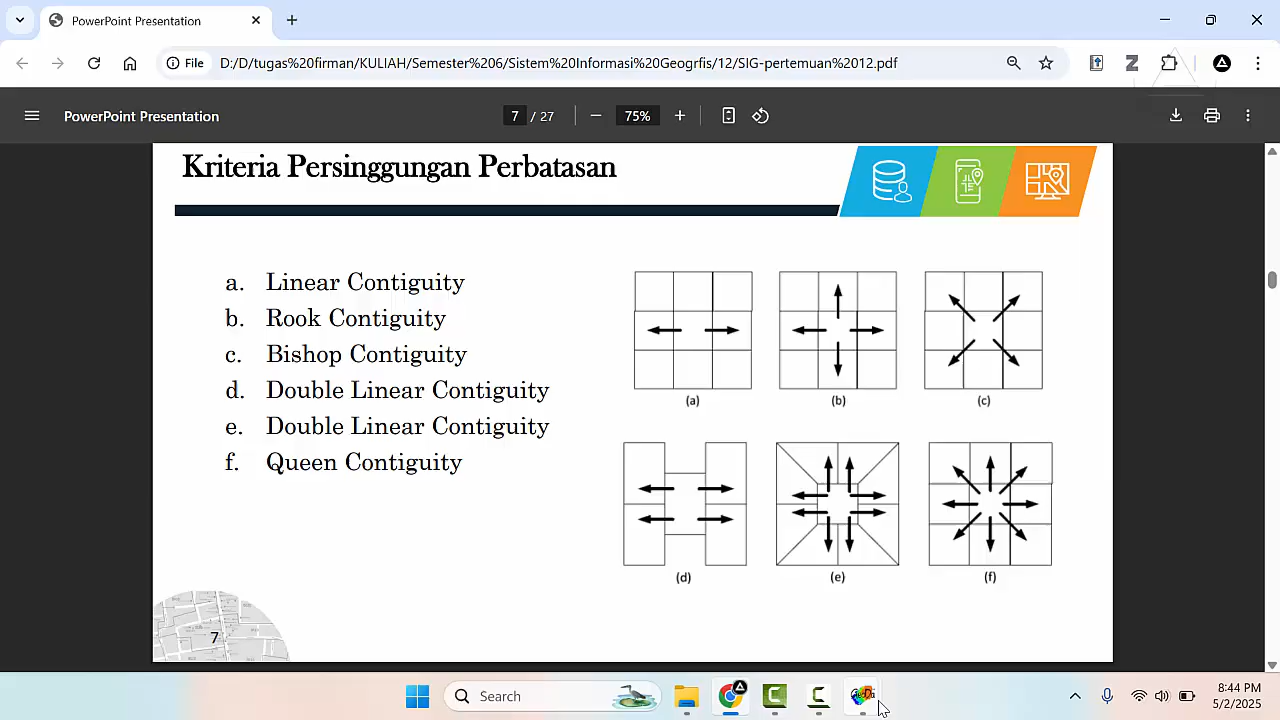 PowerPoint Presentation
File
D:/D/tugas%20firman/KULIAH/Semester%206/Sistem%20Informasi%20Geogrfis/12/SIG-pertemuan%2012.pdf
PowerPoint Presentation
7 / 27
75%
Kriteria Persinggungan Perbatasan
a. Linear Contiguity
b. Rook Contiguity
c. Bishop Contiguity
d. Double Linear Contiguity
e. Double Linear Contiguity
f. Queen Contiguity
(a) (b) (c)
(d) (e) (f)
7
Search
GeoDa
8:44 PM
5/2/2025